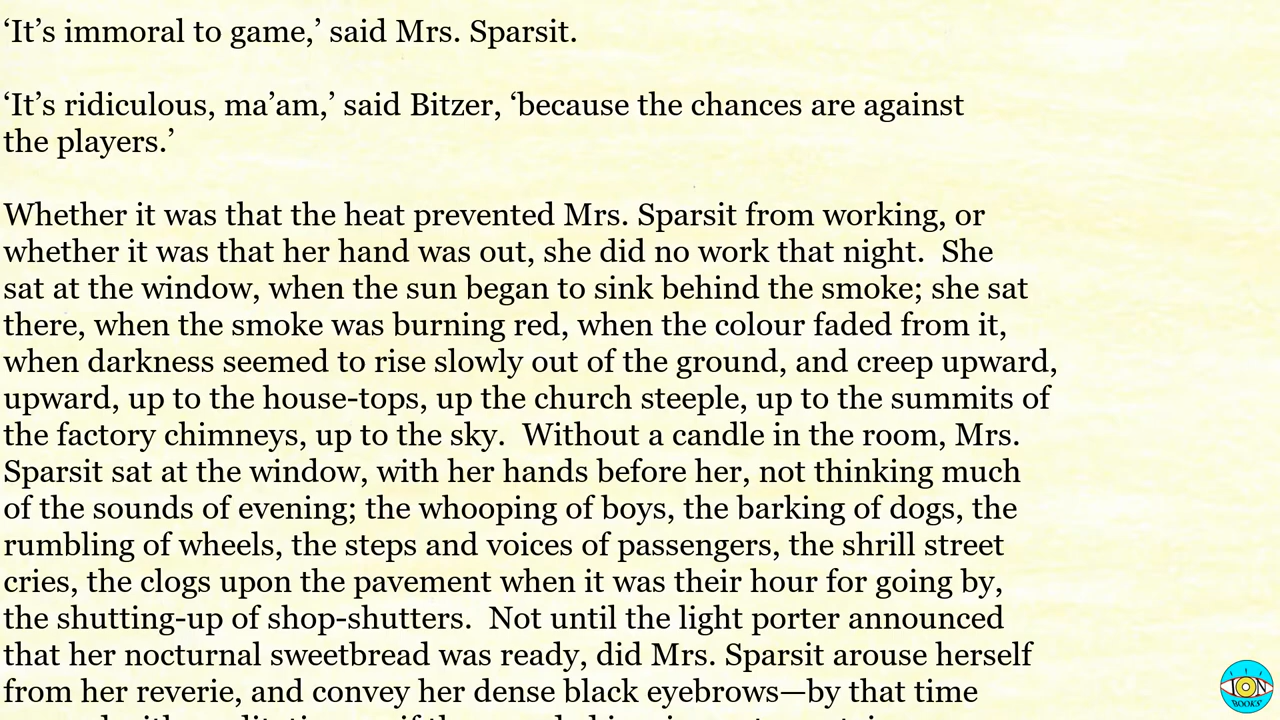 ‘It’s immoral to game,’ said Mrs. Sparsit.
‘It’s ridiculous, ma’am,’ said Bitzer, ‘because the chances are against
the players.’
Whether it was that the heat prevented Mrs. Sparsit from working, or
whether it was that her hand was out, she did no work that night.  She
sat at the window, when the sun began to sink behind the smoke; she sat
there, when the smoke was burning red, when the colour faded from it,
when darkness seemed to rise slowly out of the ground, and creep upward,
upward, up to the house-tops, up the church steeple, up to the summits of
the factory chimneys, up to the sky.  Without a candle in the room, Mrs.
Sparsit sat at the window, with her hands before her, not thinking much
of the sounds of evening; the whooping of boys, the barking of dogs, the
rumbling of wheels, the steps and voices of passengers, the shrill street
cries, the clogs upon the pavement when it was their hour for going by,
the shutting-up of shop-shutters.  Not until the light porter announced
that her nocturnal sweetbread was ready, did Mrs. Sparsit arouse herself
from her reverie, and convey her dense black eyebrows—by that time
ION
BOOKS